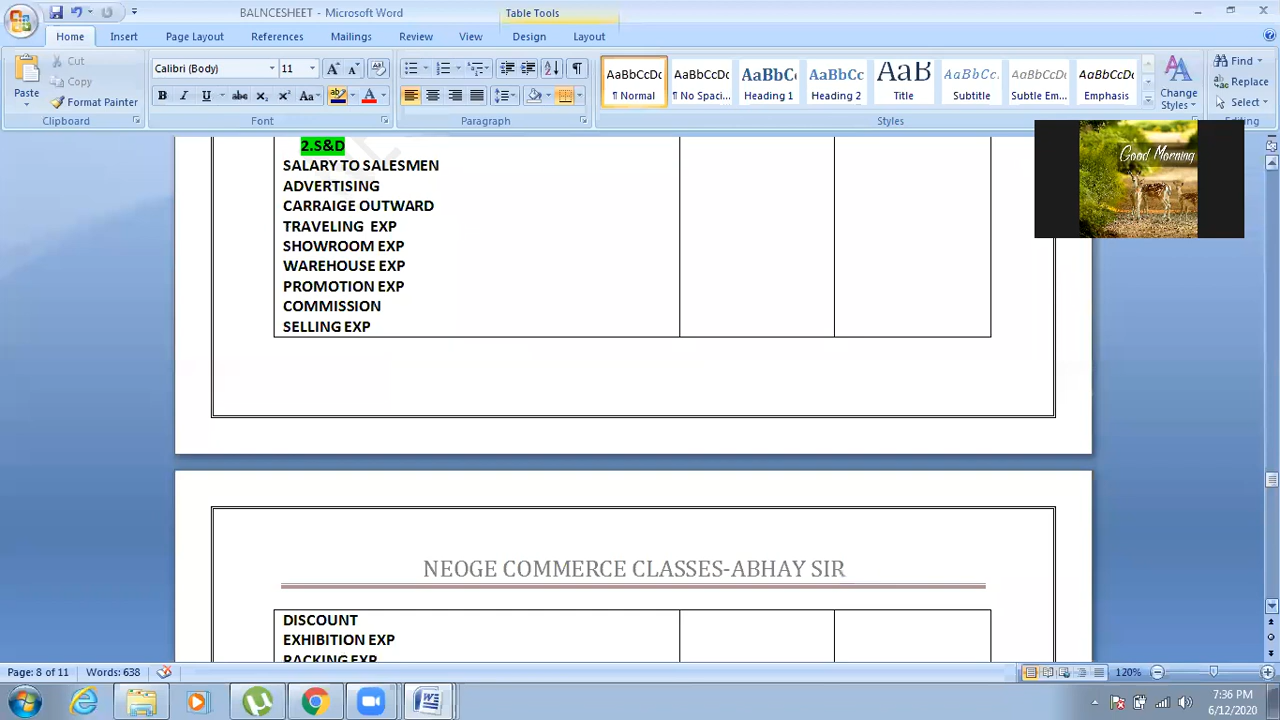 BALNCESHEET - Microsoft Word
Table Tools
Home
Insert
Page Layout
References
Mailings
Review
View
Design
Layout
Paste
Cut
Copy
Format Painter
Clipboard
Calibri (Body)
11
Font
Paragraph
AaBbCcDc
¶ Normal
AaBbCcDc
¶ No Spaci...
AaBbC
Heading 1
AaBbCc
Heading 2
AaB
Title
AaBbCc.
Subtitle
AaBbCcDc
Subtle Em...
AaBbCcDc
Emphasis
Change
Styles
Styles
Find
Replace
Select
Editing
Good Morning
2.S&D
SALARY TO SALESMEN
ADVERTISING
CARRAIGE OUTWARD
TRAVELING EXP
SHOWROOM EXP
WAREHOUSE EXP
PROMOTION EXP
COMMISSION
SELLING EXP
NEOGE COMMERCE CLASSES-ABHAY SIR
DISCOUNT
EXHIBITION EXP
PACKING EXP
Page: 8 of 11
Words: 638
120%
7:36 PM
6/12/2020